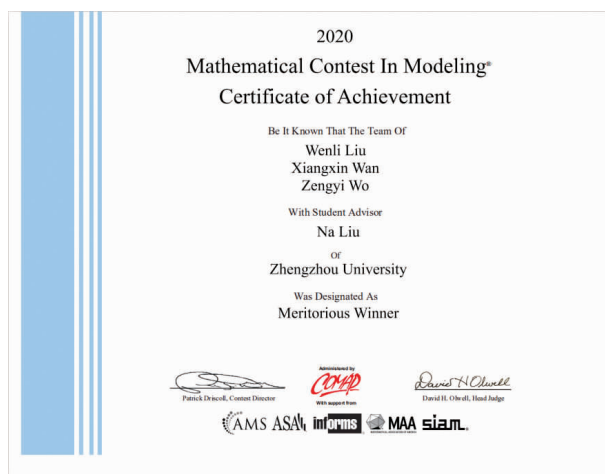 2020
Mathematical Contest In Modeling®
Certificate of Achievement
Be It Known That The Team Of
Wenli Liu
Xiangxin Wan
Zengyi Wo
With Student Advisor
Na Liu
Of
Zhengzhou University
Was Designated As
Meritorious Winner
Administered by
COMAP
With support from
David H Olwell
Patrick Driscoll, Contest Director
David H. Olwell, Head Judge
AMS ASA informs MAA siam.